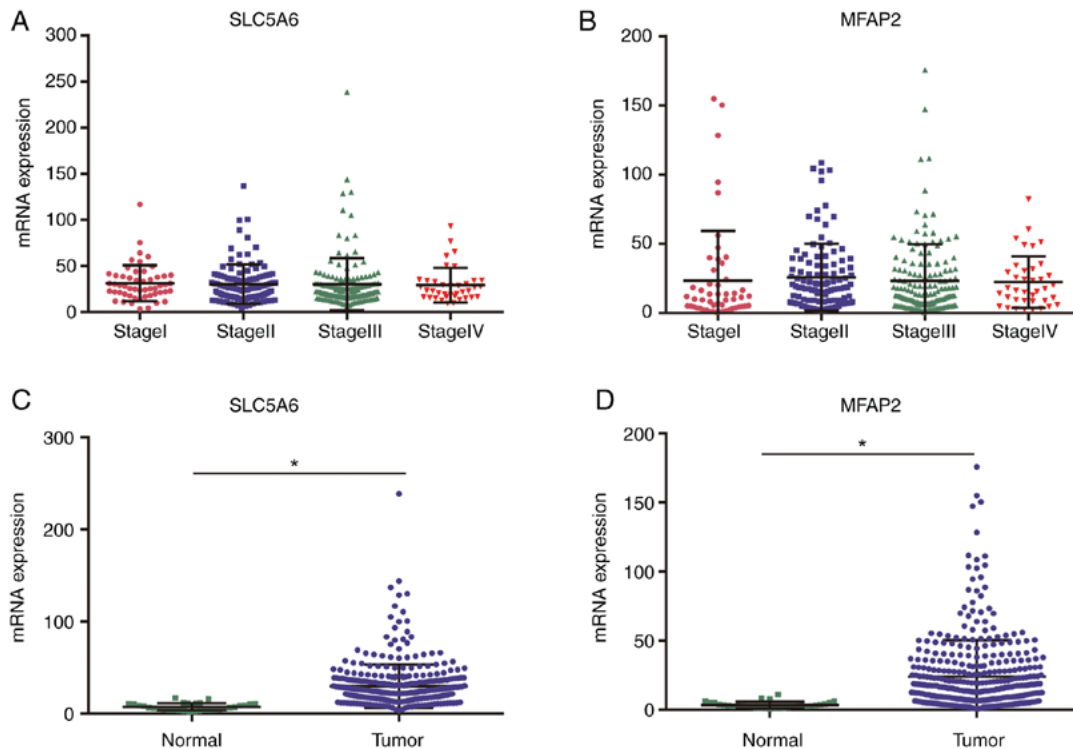 A
SLC5A6
mRNA expression
300
250
200
150
100
50
0
StageI
StageII
StageIII
StageIV
B
MFAP2
mRNA expression
200
150
100
50
0
StageI
StageII
StageIII
StageIV
C
SLC5A6
*
mRNA expression
300
200
100
0
Normal
Tumor
D
MFAP2
*
mRNA expression
200
150
100
50
0
Normal
Tumor